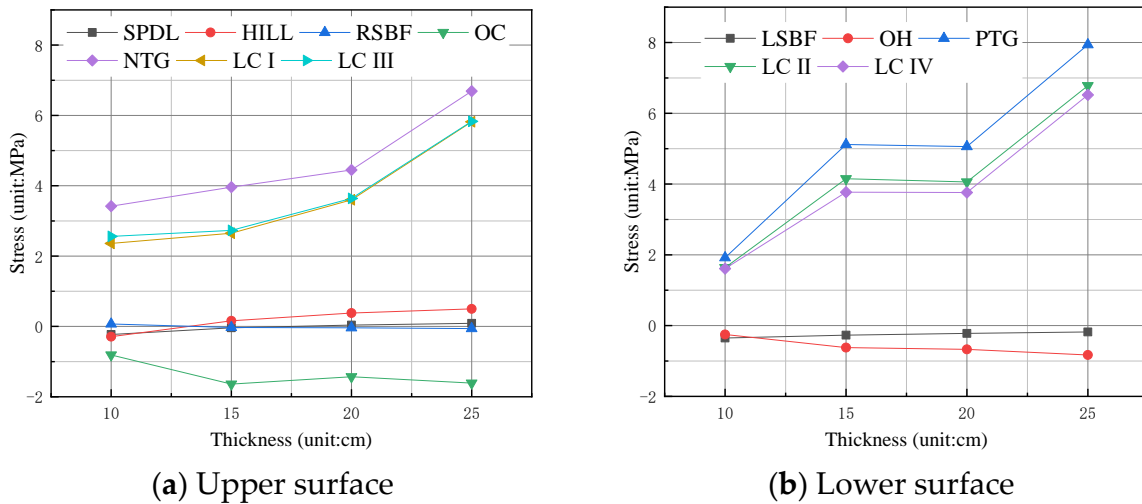 SPDL HILL RSBF OC
NTG LC I LC III
8
6
4
2
0
−2
Stress (unit:MPa)
10 15 20 25
Thickness (unit:cm)
(a) Upper surface
LSBF OH PTG
LC II LC IV
8
6
4
2
0
−2
Stress (unit:MPa)
10 15 20 25
Thickness (unit:cm)
(b) Lower surface